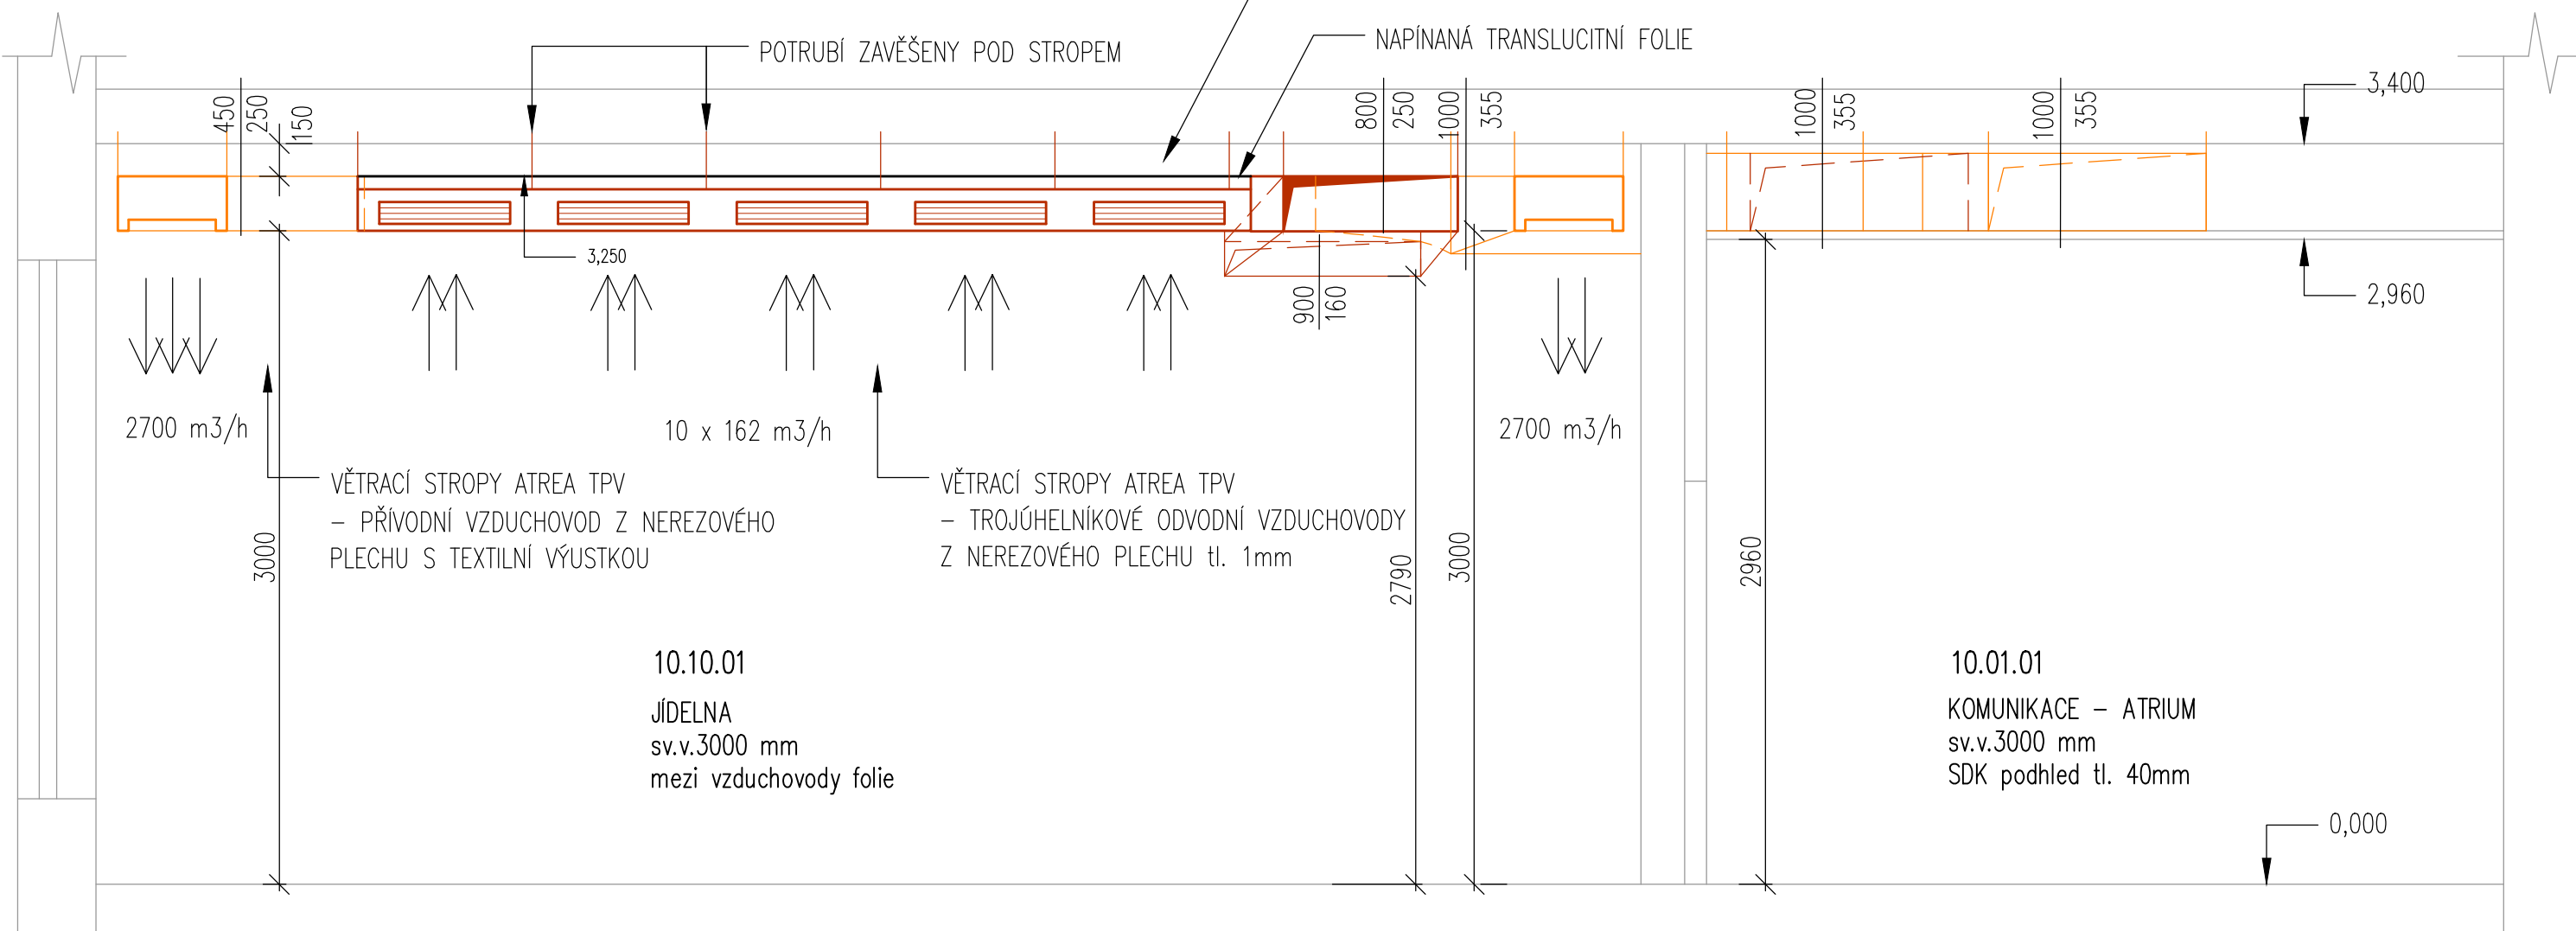 POTRUBÍ ZAVĚŠENY POD STROPEM
NAPÍNANÁ TRANSLUCITNÍ FOLIE
3,400
450
250
150
800
250
1000
355
1000
355
1000
355
3,250
2,960
900
160
2700 m3/h
10 x 162 m3/h
2700 m3/h
VĚTRACÍ STROPY ATREA TPV
– PŘÍVODNÍ VZDUCHOVOD Z NEREZOVÉHO
PLECHU S TEXTILNÍ VÝUSTKOU
VĚTRACÍ STROPY ATREA TPV
– TROJÚHELNÍKOVÉ ODVODNÍ VZDUCHOVODY
Z NEREZOVÉHO PLECHU tl. 1mm
3000
2790
3000
2960
10.10.01
JÍDELNA
sv.v.3000 mm
mezi vzduchovody folie
10.01.01
KOMUNIKACE – ATRIUM
sv.v.3000 mm
SDK podhled tl. 40mm
0,000